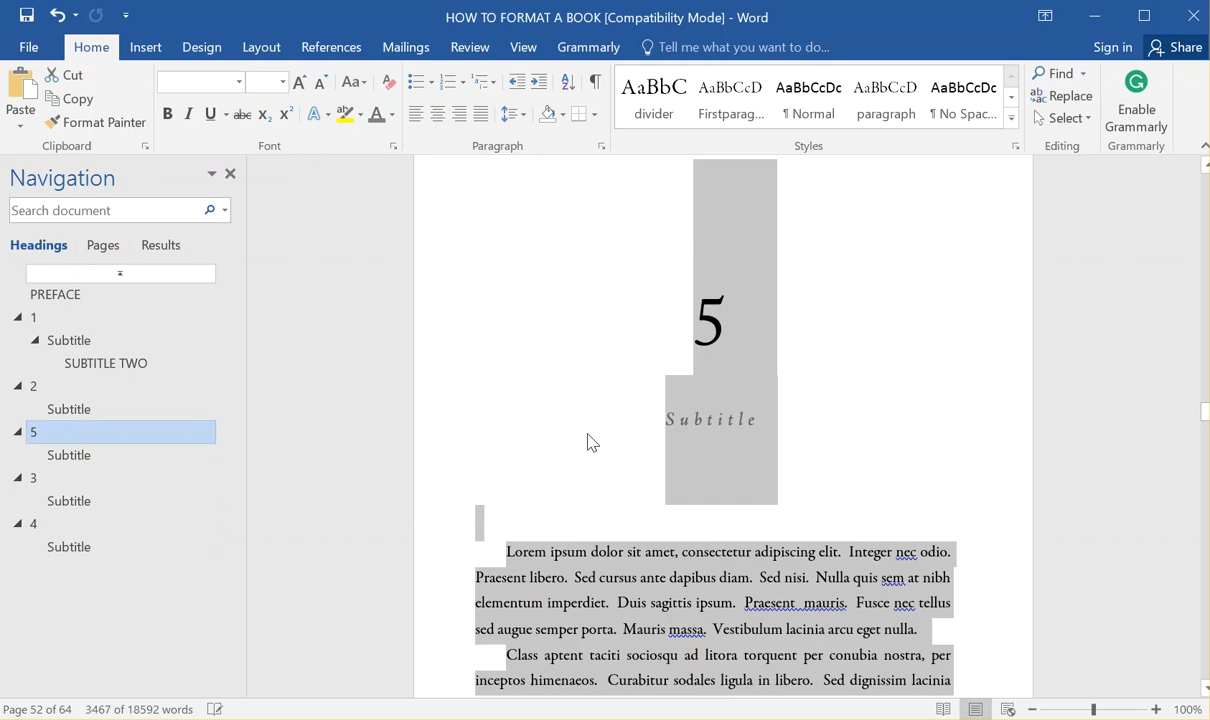 HOW TO FORMAT A BOOK [Compatibility Mode] - Word
File Home Insert Design Layout References Mailings Review View Grammarly Tell me what you want to do... Sign in Share
Paste
Cut
Copy
Format Painter
Clipboard
Aa
B I U abc X₂ X² A A
Font
Paragraph
AaBbC AaBbCcD AaBbCcDc AaBbCcD AaBbCcDc
divider Firstparag... ¶ Normal paragraph ¶ No Spac...
Styles
Find
Replace
Select
Editing
Enable
Grammarly
Grammarly
Navigation
Search document
Headings Pages Results
PREFACE
1
Subtitle
SUBTITLE TWO
2
Subtitle
5
Subtitle
3
Subtitle
4
Subtitle
5
Subtitle
Lorem ipsum dolor sit amet, consectetur adipiscing elit. Integer nec odio.
Praesent libero. Sed cursus ante dapibus diam. Sed nisi. Nulla quis sem at nibh
elementum imperdiet. Duis sagittis ipsum. Praesent mauris. Fusce nec tellus
sed augue semper porta. Mauris massa. Vestibulum lacinia arcu eget nulla.
Class aptent taciti sociosqu ad litora torquent per conubia nostra, per
inceptos himenaeos. Curabitur sodales ligula in libero. Sed dignissim lacinia
Page 52 of 64 3467 of 18592 words 100%